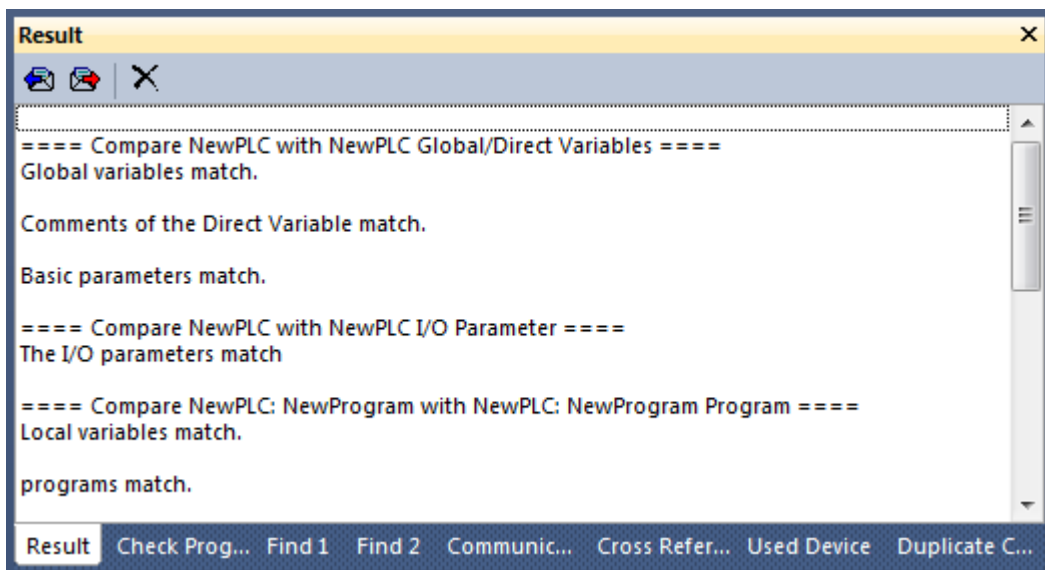 Result
==== Compare NewPLC with NewPLC Global/Direct Variables ====
Global variables match.
Comments of the Direct Variable match.
Basic parameters match.
==== Compare NewPLC with NewPLC I/O Parameter ====
The I/O parameters match
==== Compare NewPLC: NewProgram with NewPLC: NewProgram Program ====
Local variables match.
programs match.
Result Check Prog... Find 1 Find 2 Communic... Cross Refer... Used Device Duplicate C...